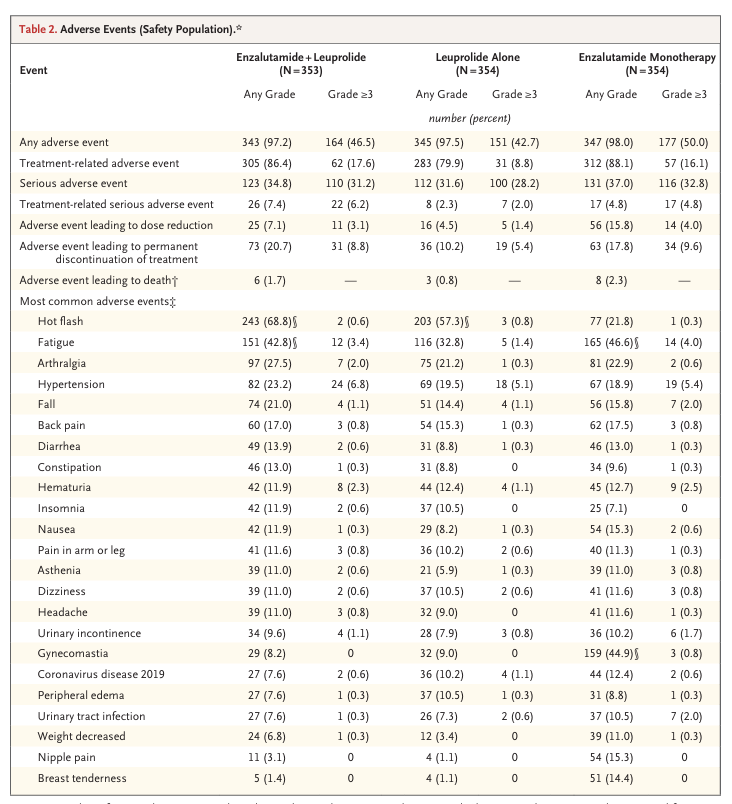 Table 2. Adverse Events (Safety Population).*
Event Enzalutamide + Leuprolide (N = 353) Leuprolide Alone (N = 354) Enzalutamide Monotherapy (N = 354)
Any Grade Grade ≥3 Any Grade Grade ≥3 Any Grade Grade ≥3
number (percent)
Any adverse event 343 (97.2) 164 (46.5) 345 (97.5) 151 (42.7) 347 (98.0) 177 (50.0)
Treatment-related adverse event 305 (86.4) 62 (17.6) 283 (79.9) 31 (8.8) 312 (88.1) 57 (16.1)
Serious adverse event 123 (34.8) 110 (31.2) 112 (31.6) 100 (28.2) 131 (37.0) 116 (32.8)
Treatment-related serious adverse event 26 (7.4) 22 (6.2) 8 (2.3) 7 (2.0) 17 (4.8) 17 (4.8)
Adverse event leading to dose reduction 25 (7.1) 11 (3.1) 16 (4.5) 5 (1.4) 56 (15.8) 14 (4.0)
Adverse event leading to permanent 73 (20.7) 31 (8.8) 36 (10.2) 19 (5.4) 63 (17.8) 34 (9.6)
discontinuation of treatment
Adverse event leading to death† 6 (1.7) — 3 (0.8) — 8 (2.3) —
Most common adverse events‡
Hot flash 243 (68.8)§ 2 (0.6) 203 (57.3)§ 3 (0.8) 77 (21.8) 1 (0.3)
Fatigue 151 (42.8)§ 12 (3.4) 116 (32.8) 5 (1.4) 165 (46.6)§ 14 (4.0)
Arthralgia 97 (27.5) 7 (2.0) 75 (21.2) 1 (0.3) 81 (22.9) 2 (0.6)
Hypertension 82 (23.2) 24 (6.8) 69 (19.5) 18 (5.1) 67 (18.9) 19 (5.4)
Fall 74 (21.0) 4 (1.1) 51 (14.4) 4 (1.1) 56 (15.8) 7 (2.0)
Back pain 60 (17.0) 3 (0.8) 54 (15.3) 1 (0.3) 62 (17.5) 3 (0.8)
Diarrhea 49 (13.9) 2 (0.6) 31 (8.8) 1 (0.3) 46 (13.0) 1 (0.3)
Constipation 46 (13.0) 1 (0.3) 31 (8.8) 0 34 (9.6) 1 (0.3)
Hematuria 42 (11.9) 8 (2.3) 44 (12.4) 4 (1.1) 45 (12.7) 9 (2.5)
Insomnia 42 (11.9) 2 (0.6) 37 (10.5) 0 25 (7.1) 0
Nausea 42 (11.9) 1 (0.3) 29 (8.2) 1 (0.3) 54 (15.3) 2 (0.6)
Pain in arm or leg 41 (11.6) 3 (0.8) 36 (10.2) 2 (0.6) 40 (11.3) 1 (0.3)
Asthenia 39 (11.0) 2 (0.6) 21 (5.9) 1 (0.3) 39 (11.0) 3 (0.8)
Dizziness 39 (11.0) 2 (0.6) 37 (10.5) 2 (0.6) 41 (11.6) 3 (0.8)
Headache 39 (11.0) 3 (0.8) 32 (9.0) 0 41 (11.6) 1 (0.3)
Urinary incontinence 34 (9.6) 4 (1.1) 28 (7.9) 3 (0.8) 36 (10.2) 6 (1.7)
Gynecomastia 29 (8.2) 0 32 (9.0) 0 159 (44.9)§ 3 (0.8)
Coronavirus disease 2019 27 (7.6) 2 (0.6) 36 (10.2) 4 (1.1) 44 (12.4) 2 (0.6)
Peripheral edema 27 (7.6) 1 (0.3) 37 (10.5) 1 (0.3) 31 (8.8) 1 (0.3)
Urinary tract infection 27 (7.6) 1 (0.3) 26 (7.3) 2 (0.6) 37 (10.5) 7 (2.0)
Weight decreased 24 (6.8) 1 (0.3) 12 (3.4) 0 39 (11.0) 1 (0.3)
Nipple pain 11 (3.1) 0 4 (1.1) 0 54 (15.3) 0
Breast tenderness 5 (1.4) 0 4 (1.1) 0 51 (14.4) 0